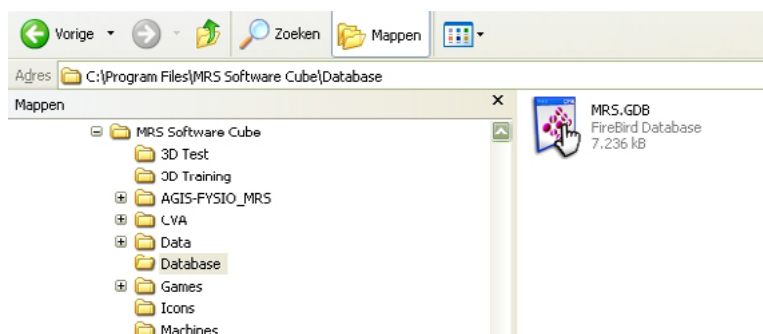 Vorige Zoeken Mappen
Adres C:\Program Files\MRS Software Cube\Database
Mappen x
MRS Software Cube
3D Test
3D Training
AGIS-FYSIO_MRS
CVA
Data
Database
Games
Icons
Machines
MRS.GDB
FireBird Database
7.236 kB